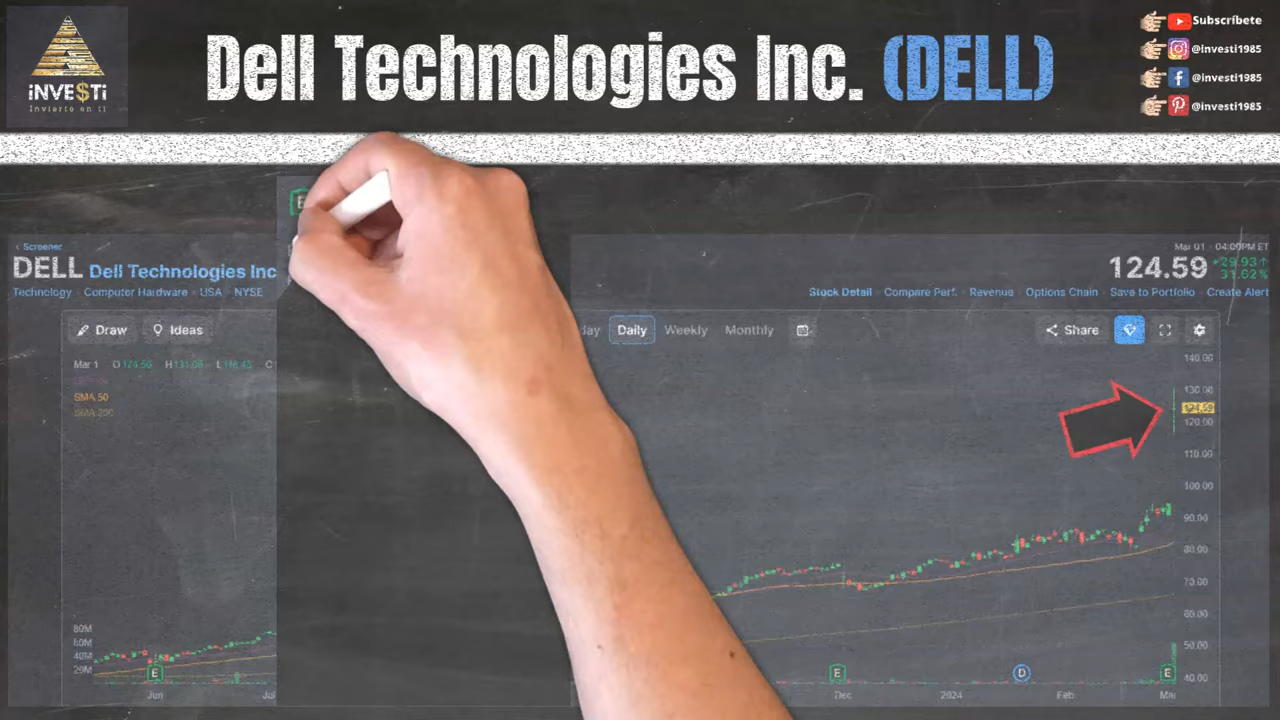 iNVE$Ti
Invierto en ti
Dell Technologies Inc. (DELL)
Subscríbete
@investi1985
@investi1985
@investi1985
E
‹ Screener
DELL Dell Technologies Inc
Technology · Computer Hardware · USA · NYSE
Mar 01 · 04:00PM ET
124.59
31.62%
Stock Detail · Compare Perf. · Revenue · Options Chain · Save to Portfolio · Create Alert
Draw Ideas
Daily Weekly Monthly
Share
Mar 1
SMA 50
SMA 200
140.00
130.00
124.59
120.00
110.00
100.00
90.00
80.00
70.00
60.00
50.00
40.00
80M
60M
40M
20M
E E D E
Jun Jul Dec 2024 Feb Mar